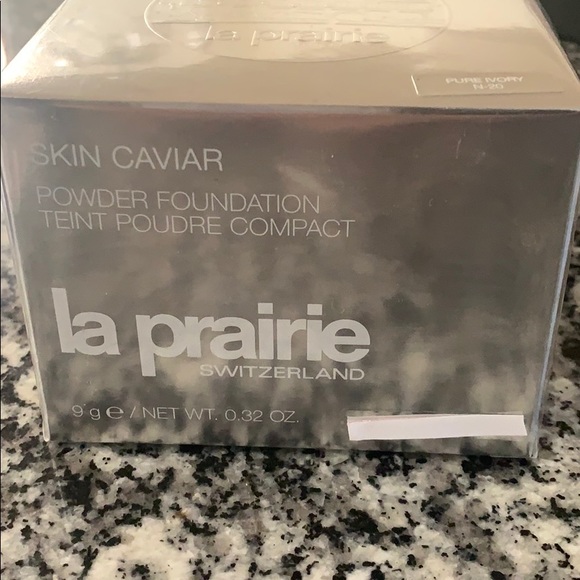 la prairie
PURE IVORY
N-20
SKIN CAVIAR
POWDER FOUNDATION
TEINT POUDRE COMPACT
la prairie
SWITZERLAND
9 g ℮ / NET WT. 0.32 OZ.